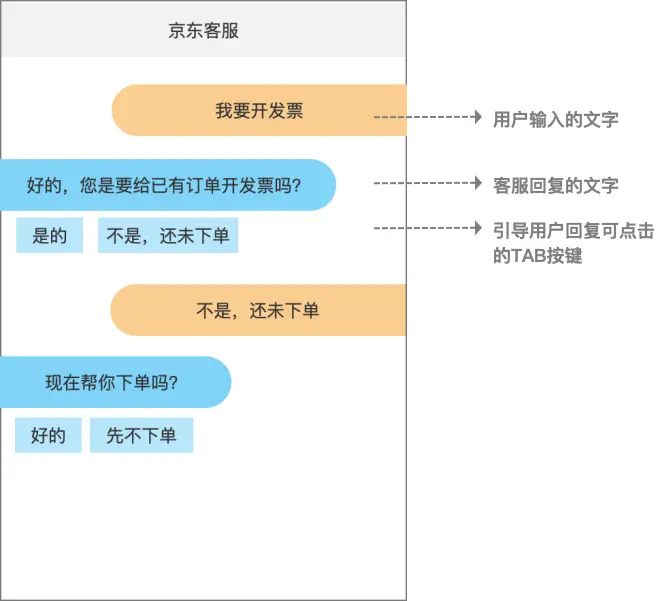 京东客服
我要开发票
用户输入的文字
好的，您是要给已有订单开发票吗？
客服回复的文字
是的
不是，还未下单
引导用户回复可点击
的TAB按键
不是，还未下单
现在帮你下单吗？
好的
先不下单